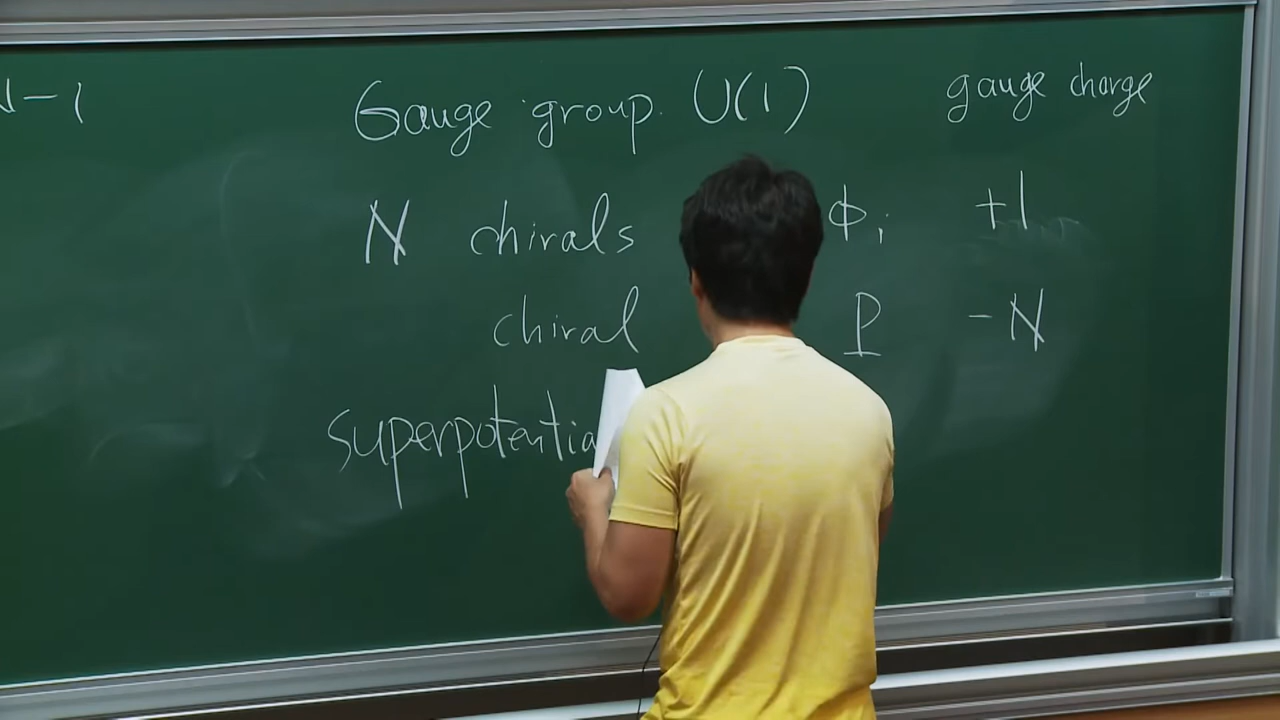 N-1
Gauge group U(1) gauge charge
N chirals Φi +1
chiral P -N
superpotentia